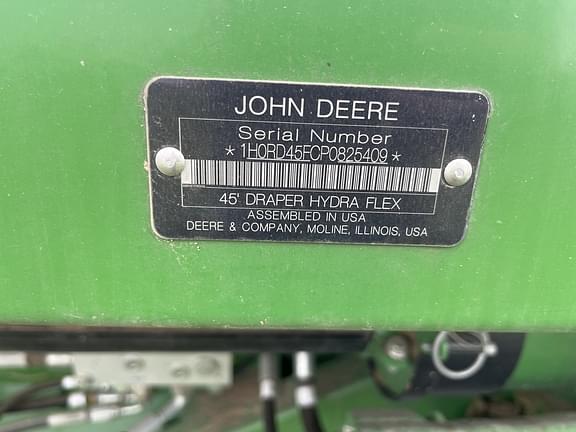 JOHN DEERE
Serial Number
*1H0RD45FCP0825409*
45' DRAPER HYDRA FLEX
ASSEMBLED IN USA
DEERE & COMPANY, MOLINE, ILLINOIS, USA